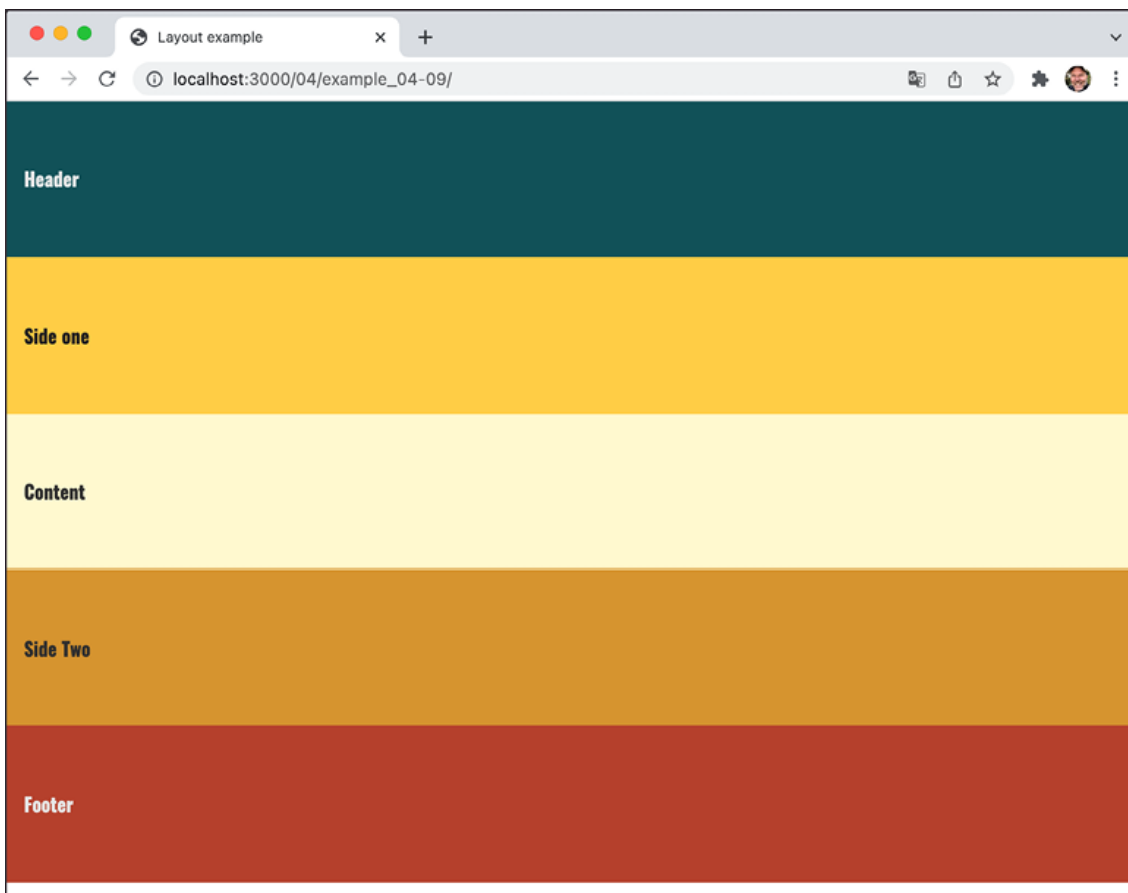 Layout example
localhost:3000/04/example_04-09/
Header
Side one
Content
Side Two
Footer